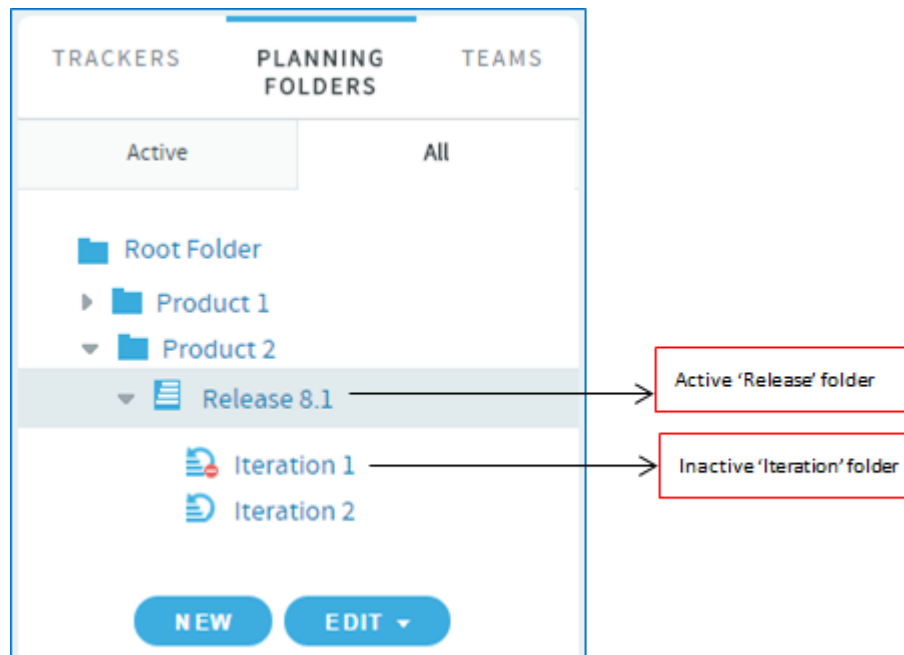 TRACKERS
PLANNING
FOLDERS
TEAMS
Active
All
Root Folder
Product 1
Product 2
Release 8.1
Active ‘Release’ folder
Iteration 1
Inactive ‘Iteration’ folder
Iteration 2
NEW
EDIT